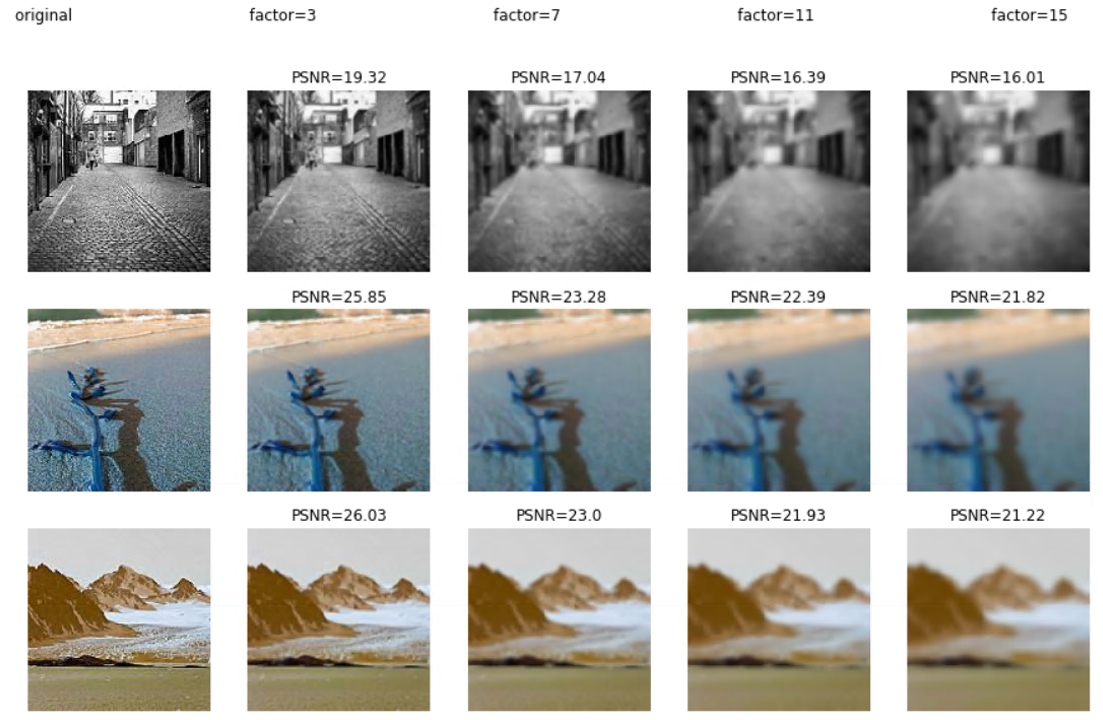 original factor=3 factor=7 factor=11 factor=15
PSNR=19.32 PSNR=17.04 PSNR=16.39 PSNR=16.01
PSNR=25.85 PSNR=23.28 PSNR=22.39 PSNR=21.82
PSNR=26.03 PSNR=23.0 PSNR=21.93 PSNR=21.22